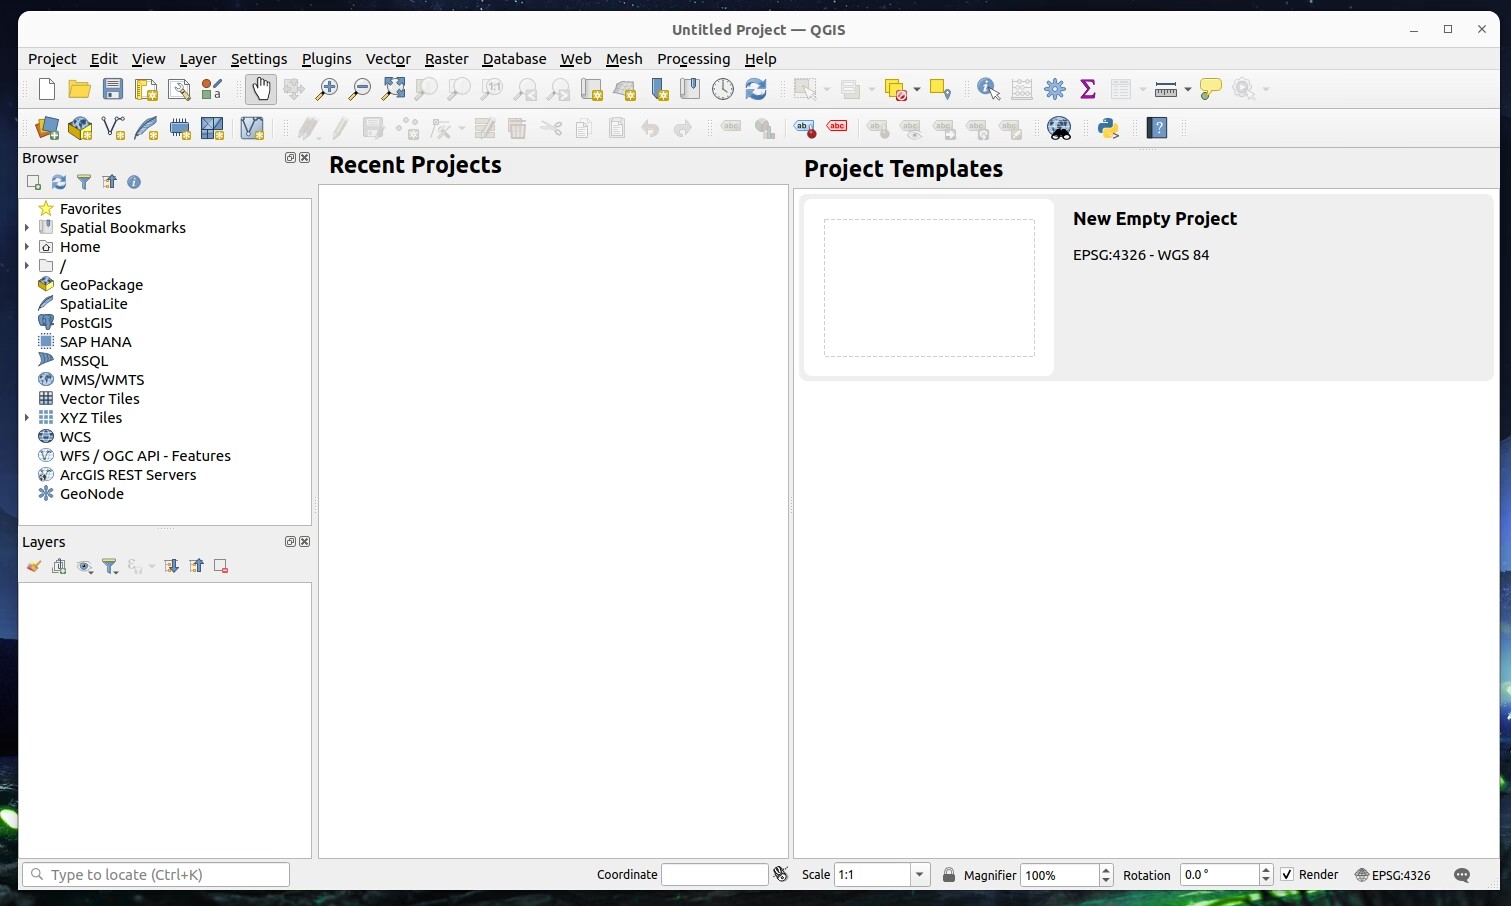 Untitled Project — QGIS
Project Edit View Layer Settings Plugins Vector Raster Database Web Mesh Processing Help
Browser
Favorites
Spatial Bookmarks
Home
/
GeoPackage
SpatiaLite
PostGIS
SAP HANA
MSSQL
WMS/WMTS
Vector Tiles
XYZ Tiles
WCS
WFS / OGC API - Features
ArcGIS REST Servers
GeoNode
Layers
Recent Projects
Project Templates
New Empty Project
EPSG:4326 - WGS 84
Type to locate (Ctrl+K)
Coordinate
Scale 1:1
Magnifier 100%
Rotation 0.0 °
Render
EPSG:4326